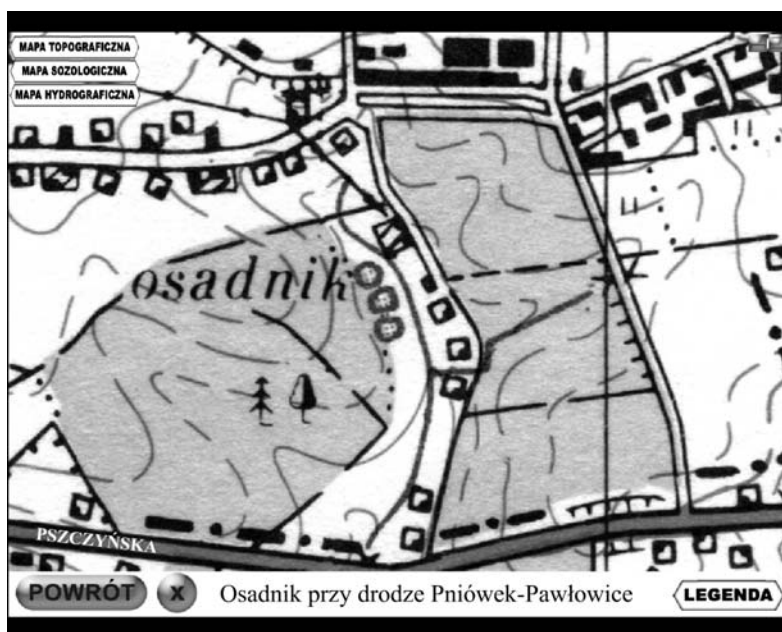 MAPA TOPOGRAFICZNA
MAPA SOZOLOGICZNA
MAPA HYDROGRAFICZNA
osadnik
PSZCZYŃSKA
POWRÓT
X
Osadnik przy drodze Pniówek-Pawłowice
LEGENDA